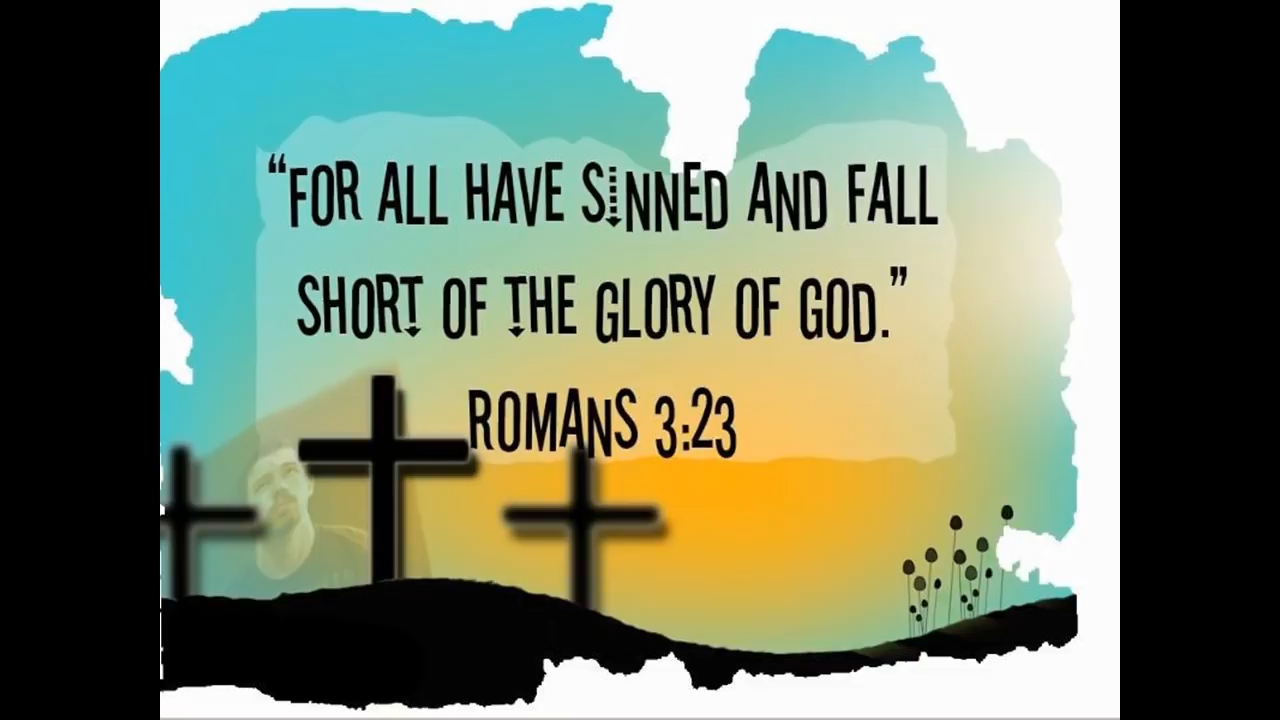 “FOR ALL HAVE SINNED AND FALL
SHORT OF THE GLORY OF GOD.”
ROMANS 3:23